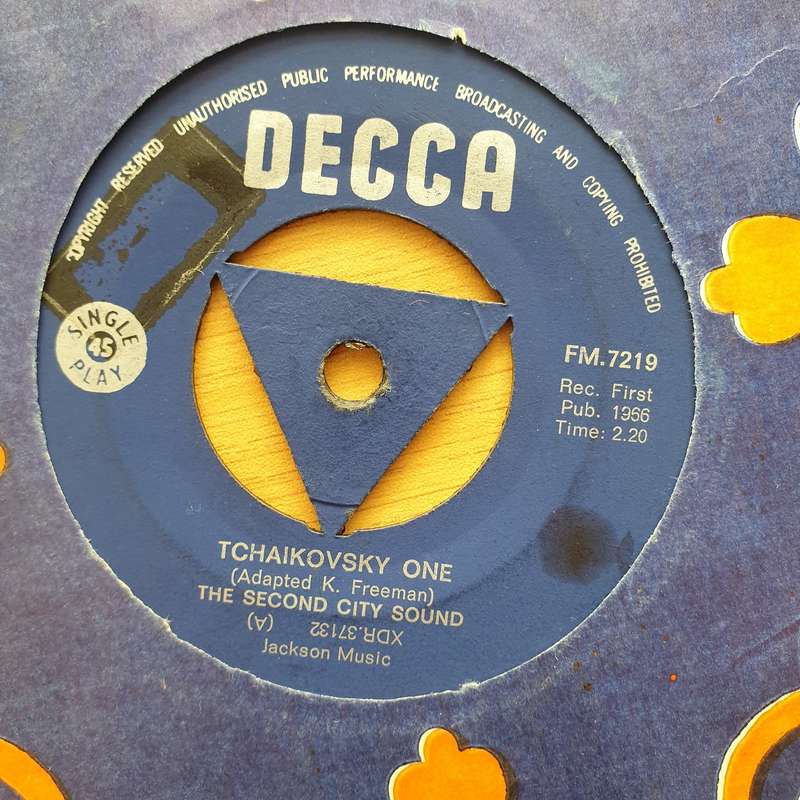 COPYRIGHT RESERVED UNAUTHORISED PUBLIC PERFORMANCE BROADCASTING AND COPYING PROHIBITED
DECCA
SINGLE
45
PLAY
FM.7219
Rec. First
Pub. 1966
Time: 2.20
TCHAIKOVSKY ONE
(Adapted K. Freeman)
THE SECOND CITY SOUND
XDR.37132 (A)
Jackson Music